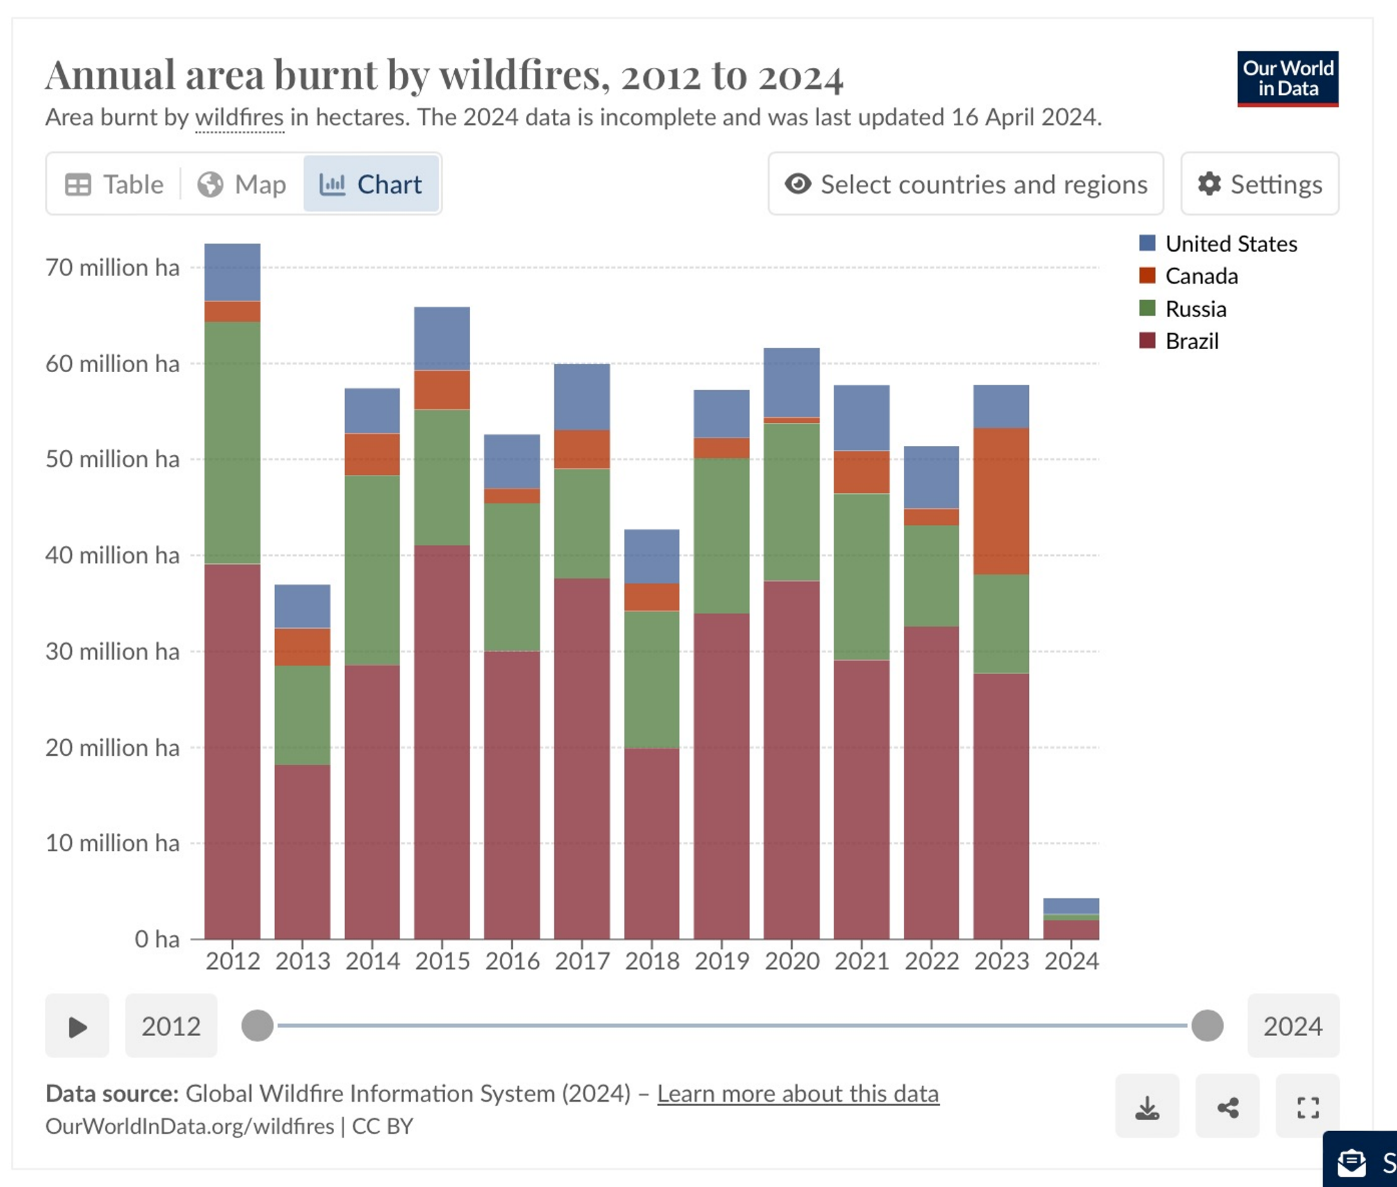 Annual area burnt by wildfires, 2012 to 2024
Our World
in Data
Area burnt by wildfires in hectares. The 2024 data is incomplete and was last updated 16 April 2024.
Table
Map
Chart
Select countries and regions
Settings
70 million ha
60 million ha
50 million ha
40 million ha
30 million ha
20 million ha
10 million ha
0 ha
United States
Canada
Russia
Brazil
2012 2013 2014 2015 2016 2017 2018 2019 2020 2021 2022 2023 2024
2012
2024
Data source: Global Wildfire Information System (2024) – Learn more about this data
OurWorldInData.org/wildfires | CC BY
S